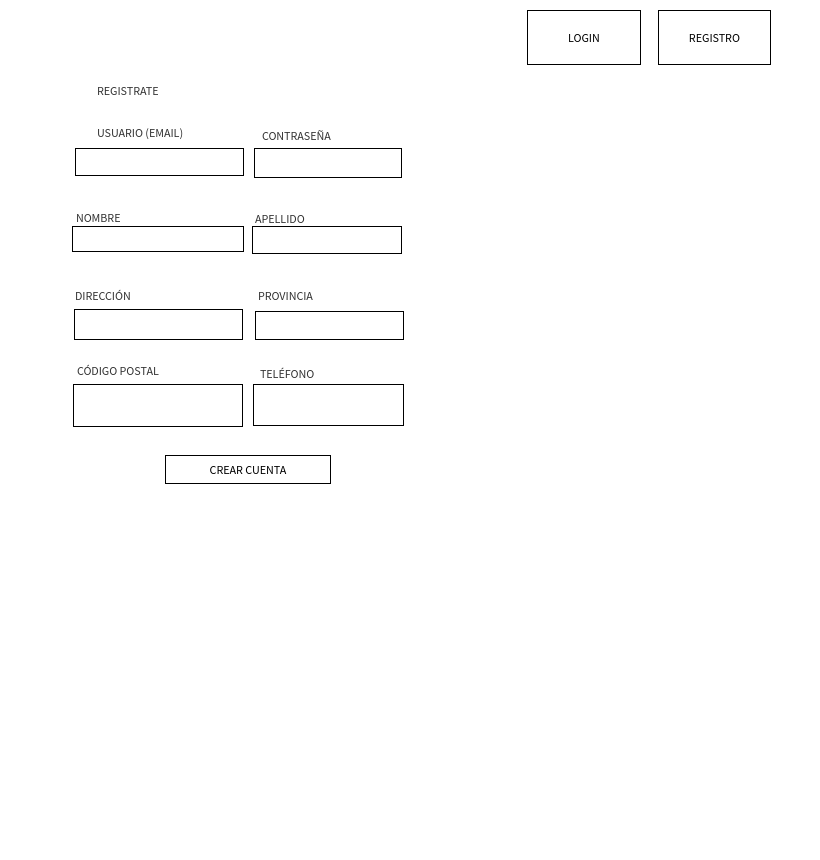 LOGIN
REGISTRO
REGISTRATE
USUARIO (EMAIL)
CONTRASEÑA
NOMBRE
APELLIDO
DIRECCIÓN
PROVINCIA
CÓDIGO POSTAL
TELÉFONO
CREAR CUENTA